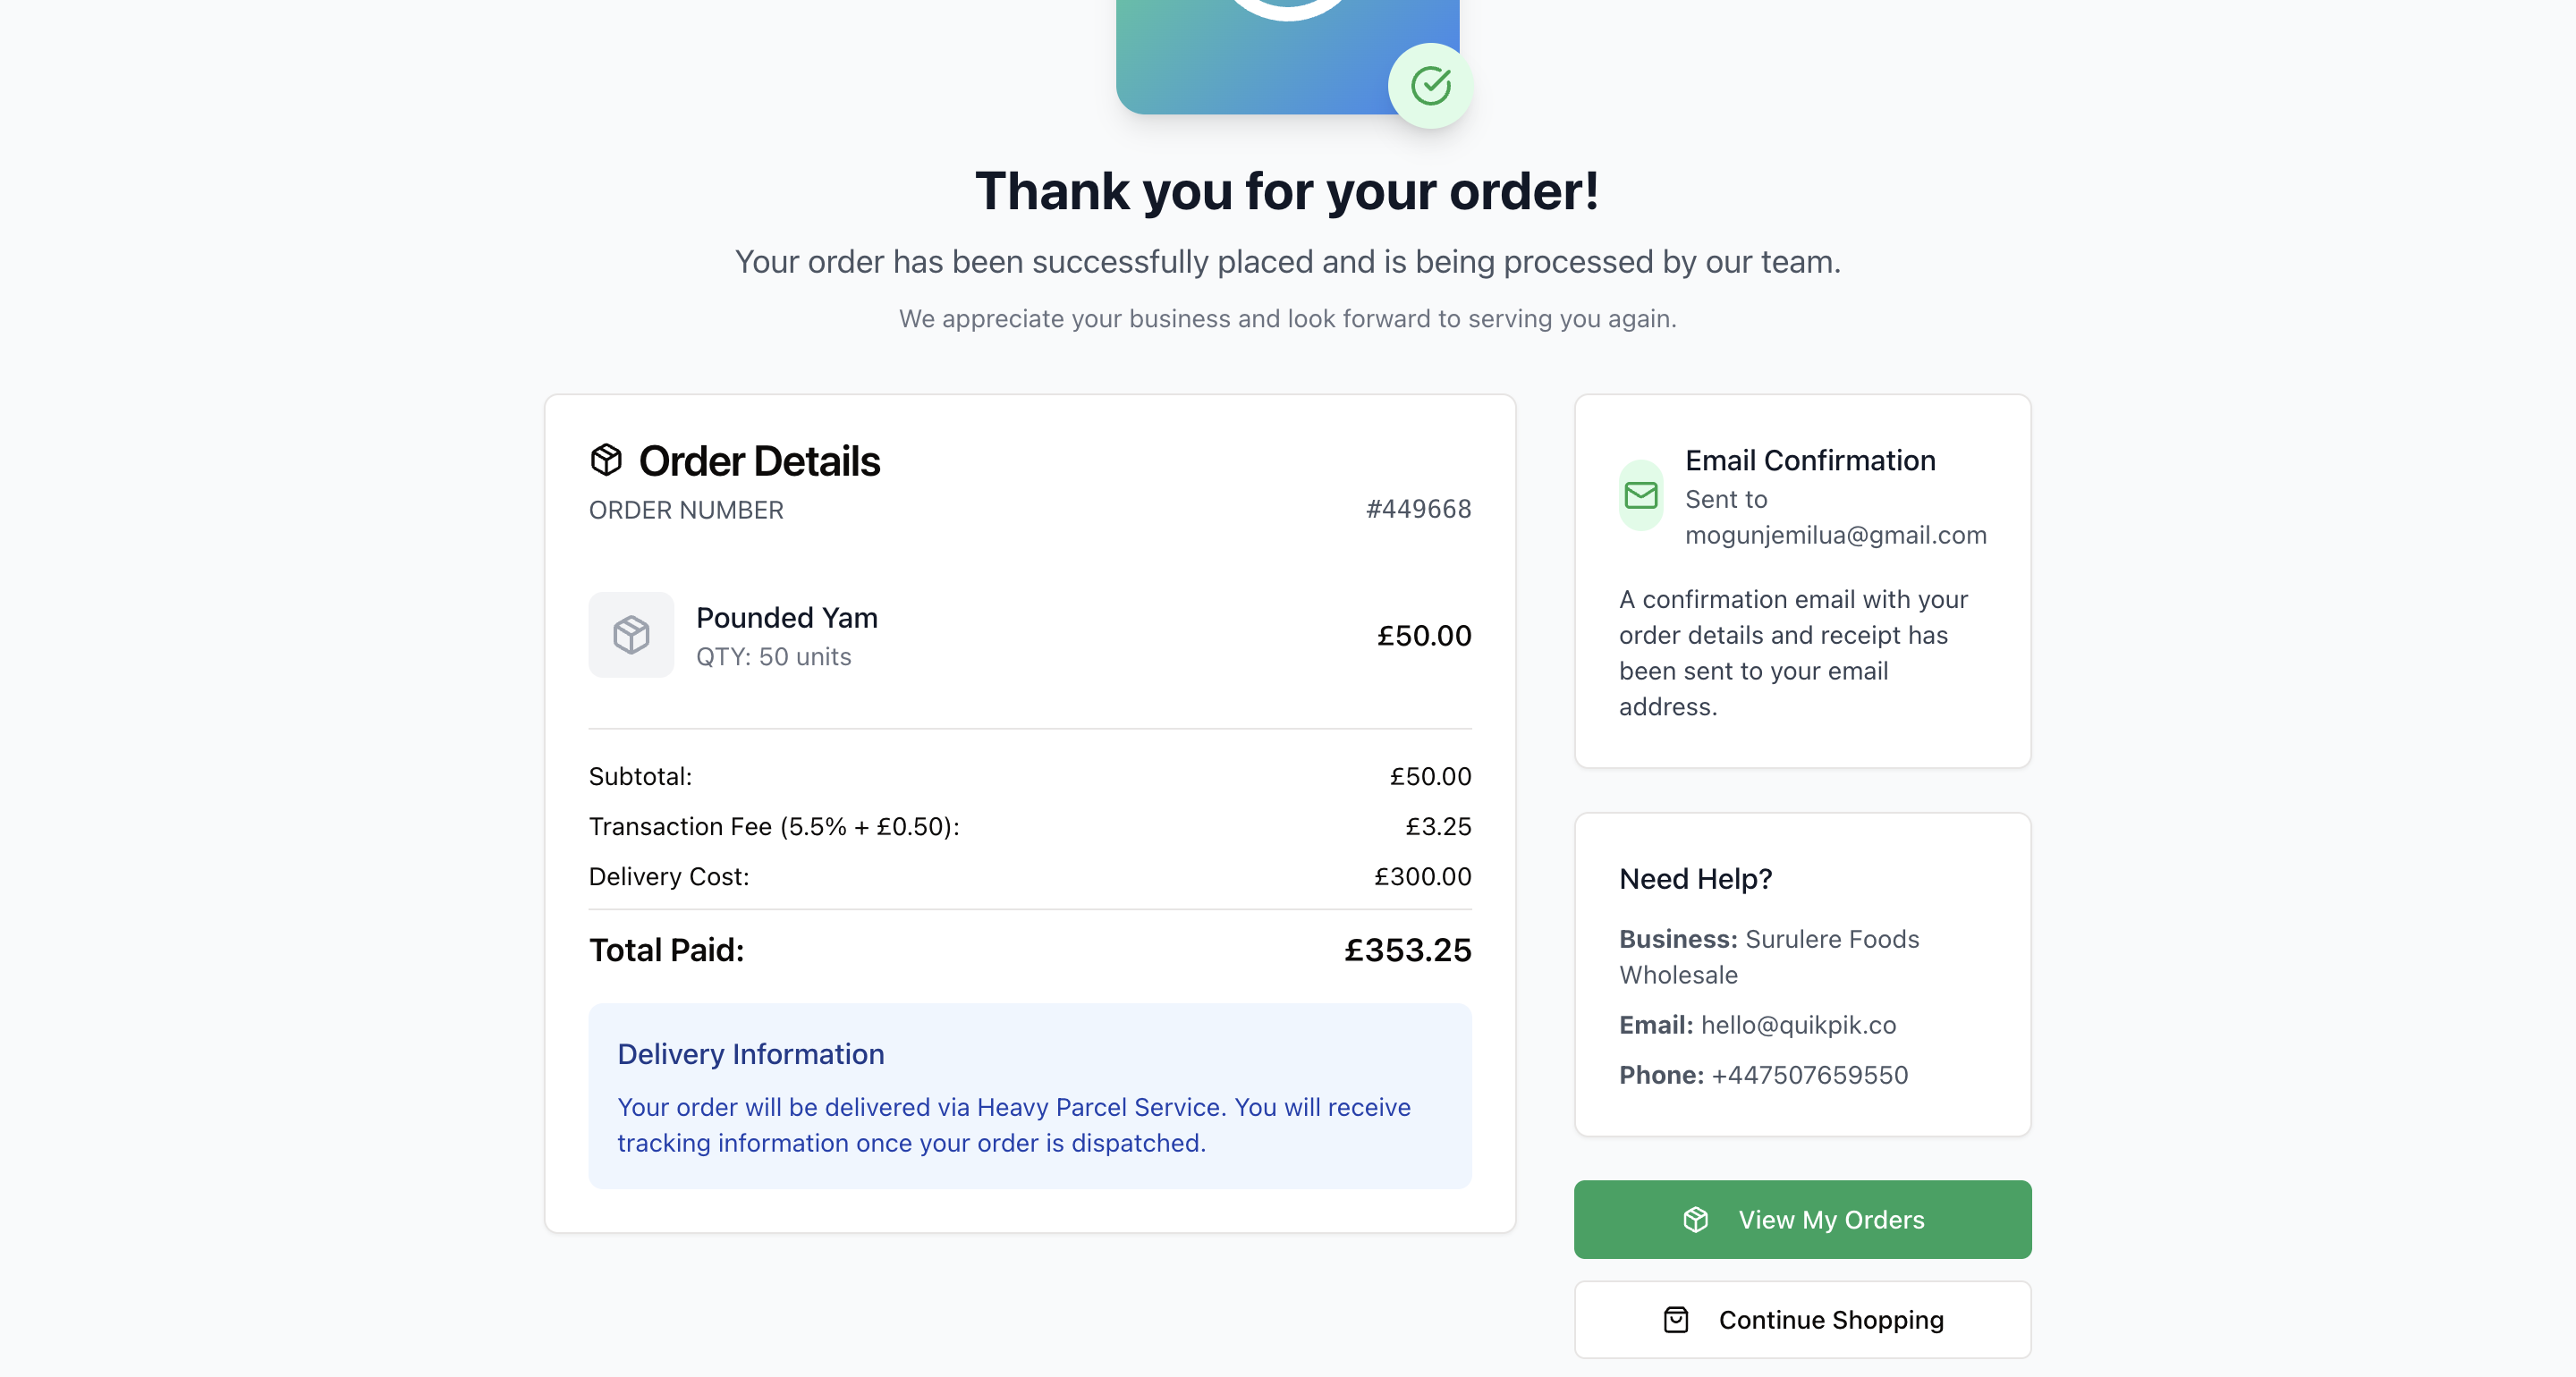 Thank you for your order!
Your order has been successfully placed and is being processed by our team.
We appreciate your business and look forward to serving you again.
Order Details
ORDER NUMBER #449668
Pounded Yam
QTY: 50 units
£50.00
Subtotal: £50.00
Transaction Fee (5.5% + £0.50): £3.25
Delivery Cost: £300.00
Total Paid: £353.25
Delivery Information
Your order will be delivered via Heavy Parcel Service. You will receive
tracking information once your order is dispatched.
Email Confirmation
Sent to
mogunjemilua@gmail.com
A confirmation email with your
order details and receipt has
been sent to your email
address.
Need Help?
Business: Surulere Foods
Wholesale
Email: hello@quikpik.co
Phone: +447507659550
View My Orders
Continue Shopping